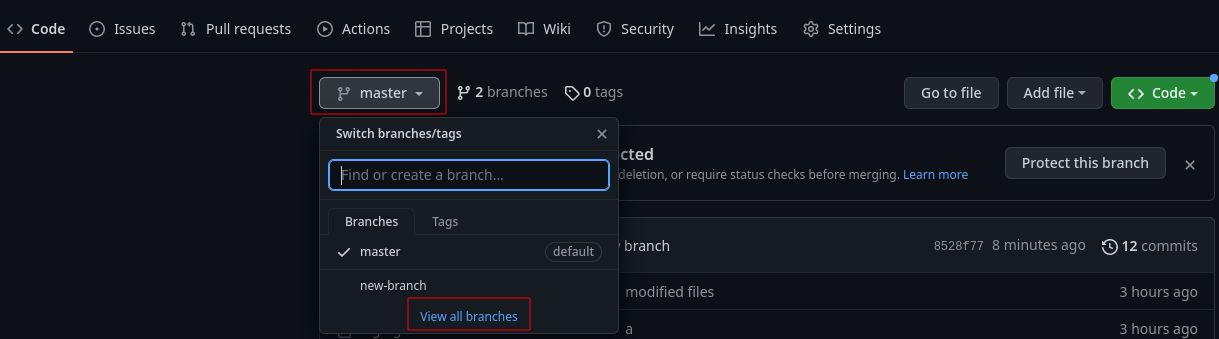 Code Issues Pull requests Actions Projects Wiki Security Insights Settings
master 2 branches 0 tags Go to file Add file Code
Switch branches/tags
Find or create a branch...
Branches Tags
master default
new-branch
View all branches
cted
deletion, or require status checks before merging. Learn more
Protect this branch
branch 8528f77 8 minutes ago 12 commits
modified files 3 hours ago
a 3 hours ago